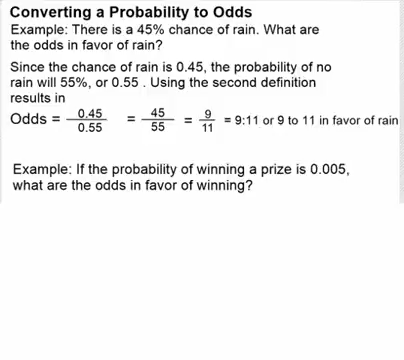 Converting a Probability to Odds
Example: There is a 45% chance of rain. What are
the odds in favor of rain?
Since the chance of rain is 0.45, the probability of no
rain will 55%, or 0.55 . Using the second definition
results in
Odds = 0.45/0.55 = 45/55 = 9/11 = 9:11 or 9 to 11 in favor of rain
Example: If the probability of winning a prize is 0.005,
what are the odds in favor of winning?